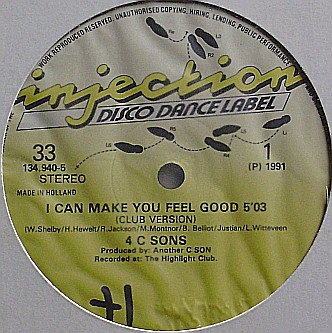 WORK REPRODUCED RESERVED. UNAUTHORISED COPYING, HIRING, LENDING, PUBLIC PERFORMANCE
injection
DISCO DANCE LABEL
33
134.940-5
STEREO
MADE IN HOLLAND
1
(P) 1991
I CAN MAKE YOU FEEL GOOD 5'03
(CLUB VERSION)
(W.Shelby/H.Hewelt/R.Jackson/M.Montnor/B.Belliot/Justian/L.Witteveen
4 C SONS
Produced by: Another C SON
Recorded at: The Highlight Club.
+1